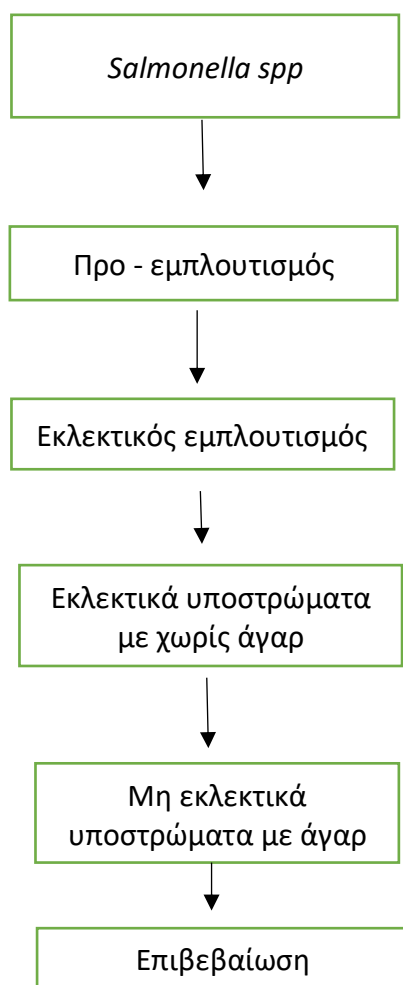 Salmonella spp
Προ - εμπλουτισμός
Εκλεκτικός εμπλουτισμός
Εκλεκτικά υποστρώματα
με χωρίς άγαρ
Μη εκλεκτικά
υποστρώματα με άγαρ
Επιβεβαίωση